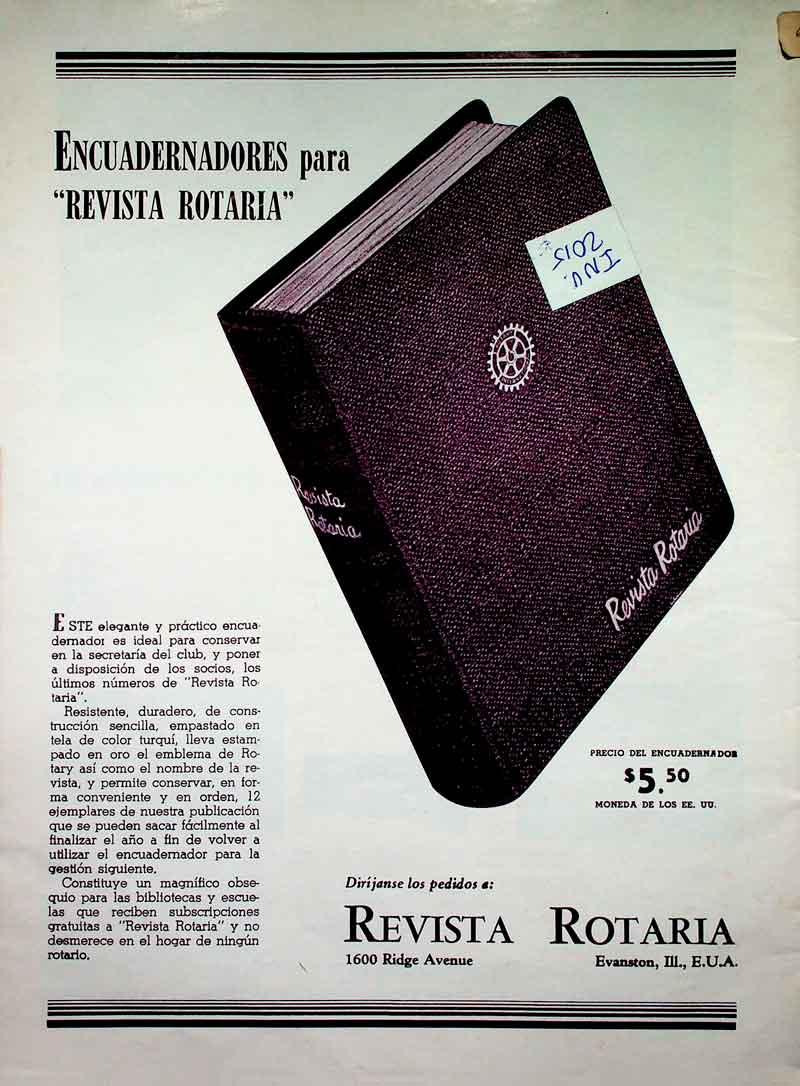 ENCUADERNADORES para
"REVISTA ROTARIA"
INV.
2015
Revista
Rotaria
Revista Rotaria
ESTE elegante y práctico encua-
dernador es ideal para conservar
en la secretaría del club, y poner
a disposición de los socios, los
últimos números de "Revista Ro-
taria".
Resistente, duradero, de cons-
trucción sencilla, empastado en
tela de color turquí, lleva estam-
pado en oro el emblema de Ro-
tary así como el nombre de la re-
vista, y permite conservar, en for-
ma conveniente y en orden, 12
ejemplares de nuestra publicación
que se pueden sacar fácilmente al
finalizar el año a fin de volver a
utilizar el encuadernador para la
gestión siguiente.
Constituye un magnífico obse-
quio para las bibliotecas y escue-
las que reciben subscripciones
gratuitas a "Revista Rotaria" y no
desmerece en el hogar de ningún
rotario.
PRECIO DEL ENCUADERNADOR
$5.50
MONEDA DE LOS EE. UU.
Diríjanse los pedidos a:
REVISTA ROTARIA
1600 Ridge Avenue
Evanston, Ill., E.U.A.